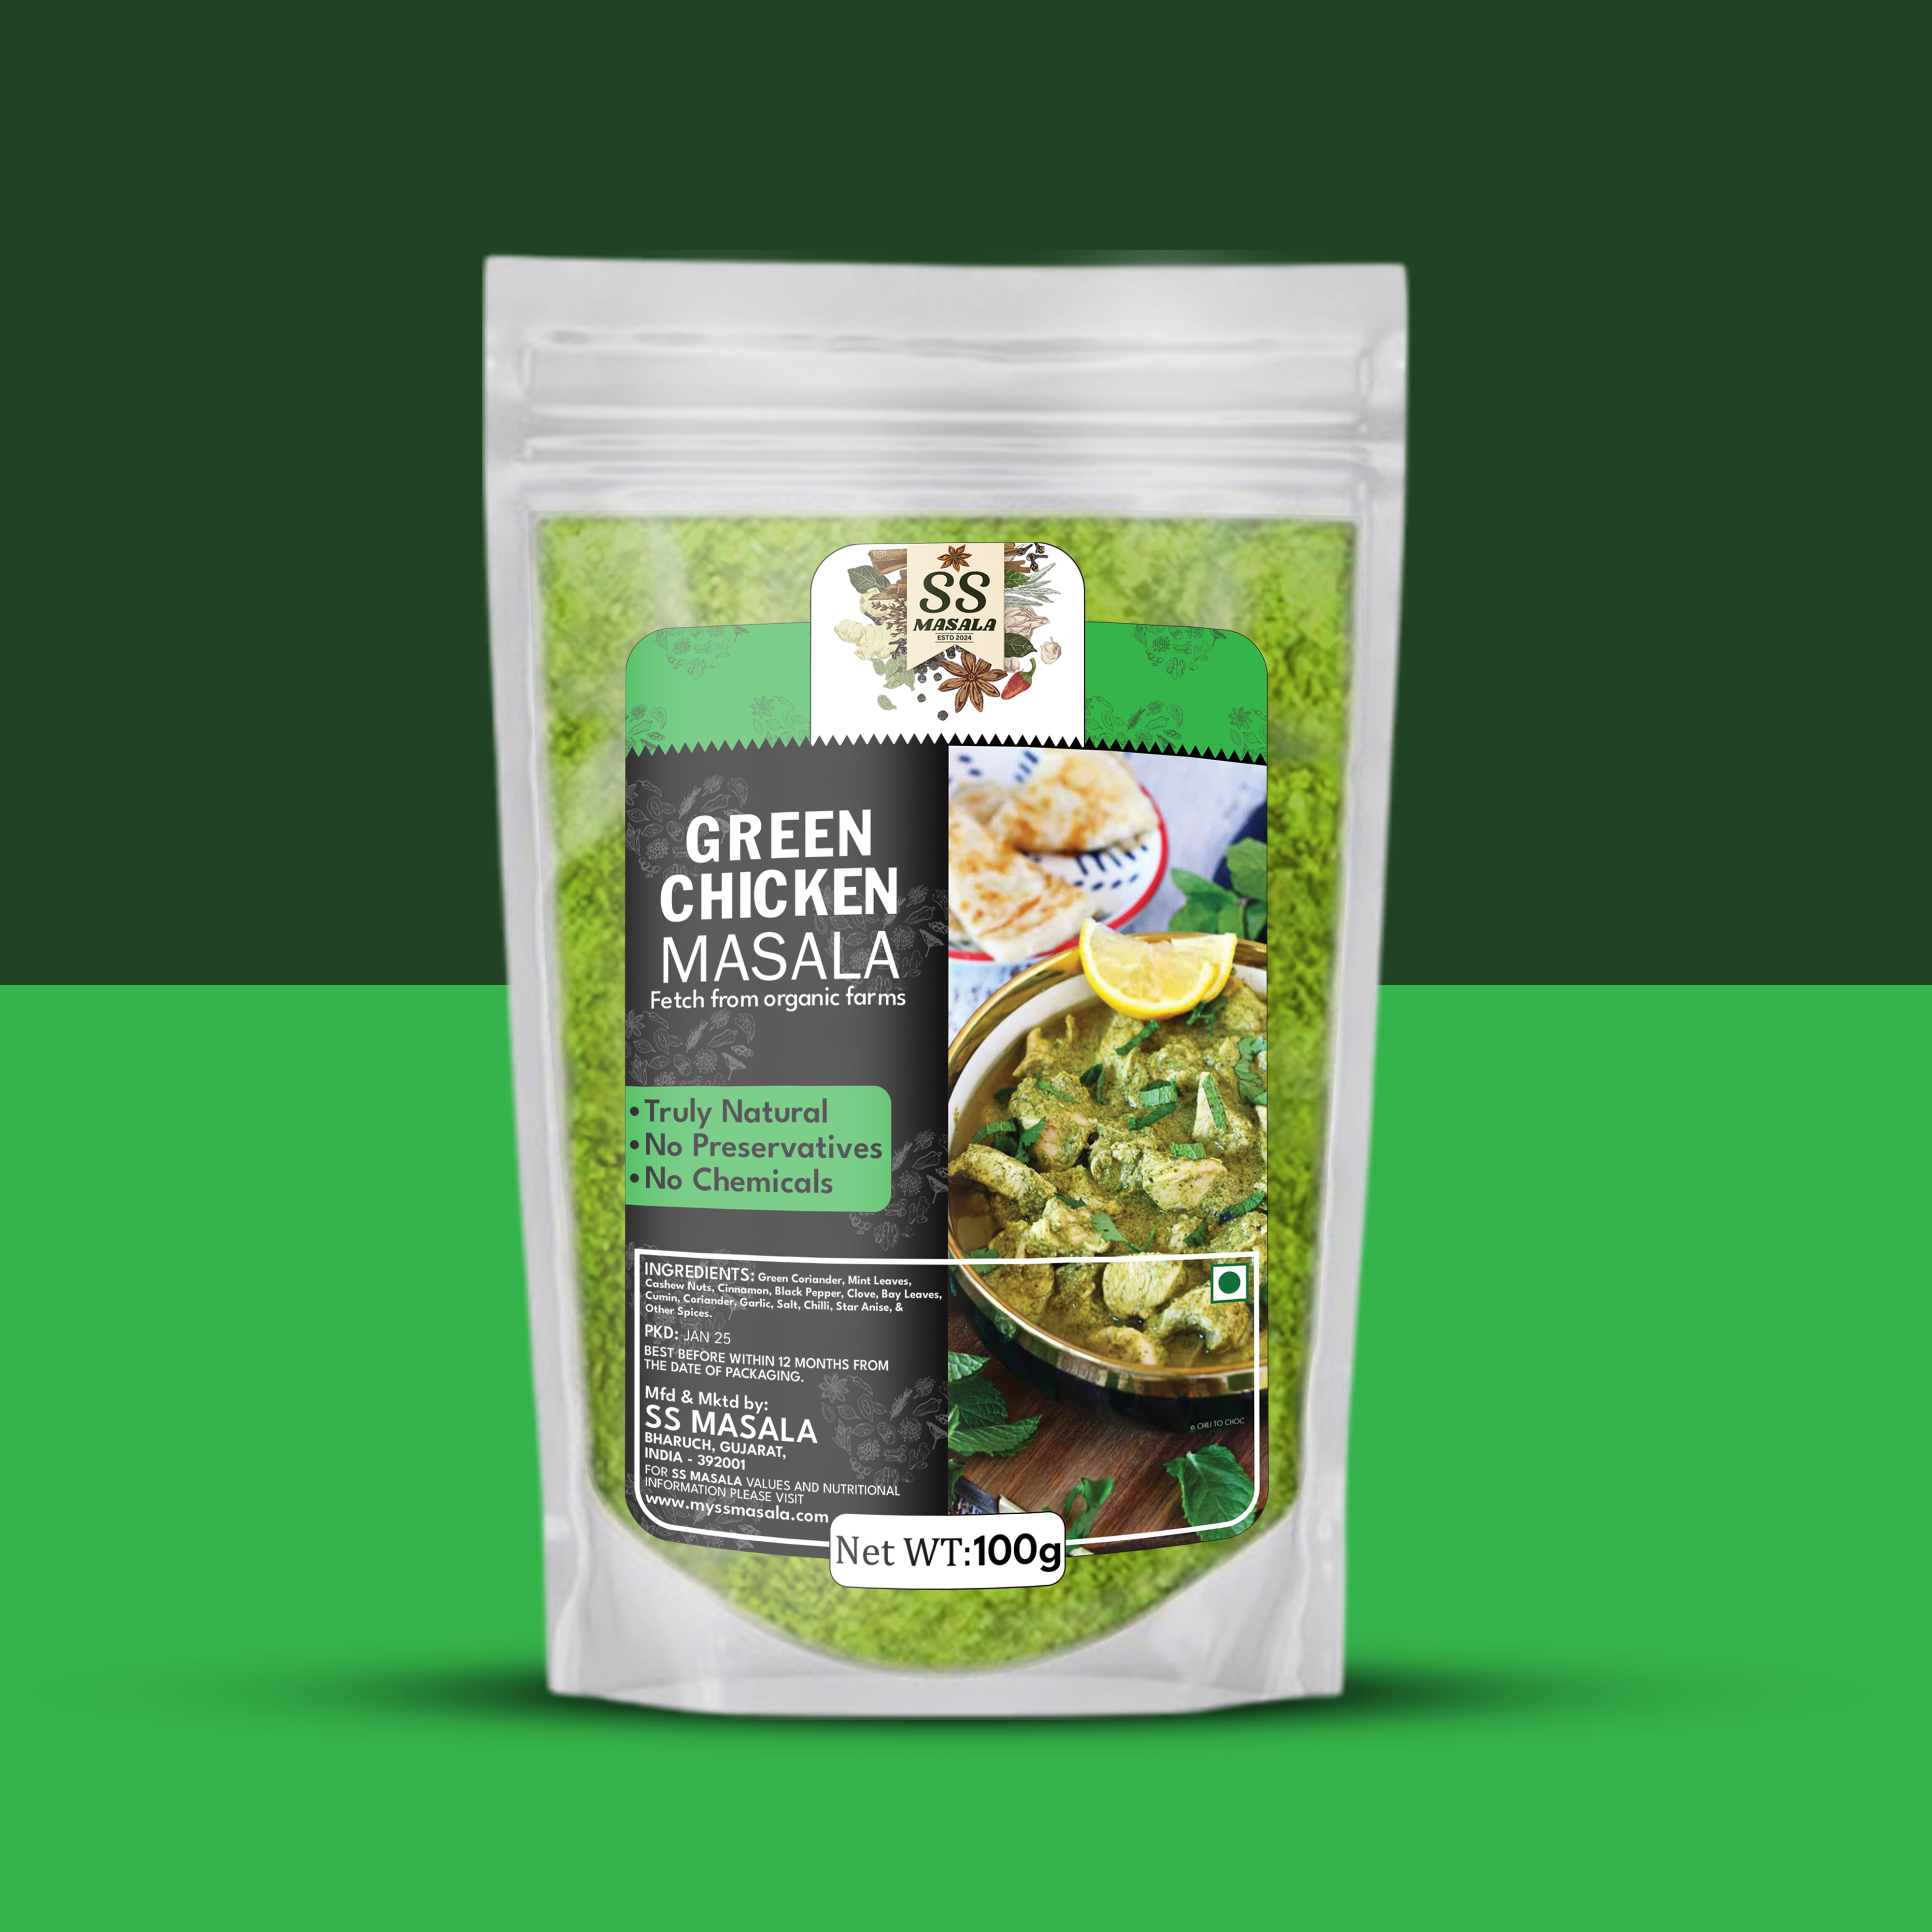 SS
MASALA
ESTD 2024
GREEN
CHICKEN
MASALA
Fetch from organic farms
•Truly Natural
•No Preservatives
•No Chemicals
INGREDIENTS: Green Coriander, Mint Leaves,
Cashew Nuts, Cinnamon, Black Pepper, Clove, Bay Leaves,
Cumin, Coriander, Garlic, Salt, Chilli, Star Anise, &
Other Spices.
PKD: JAN 25
BEST BEFORE WITHIN 12 MONTHS FROM
THE DATE OF PACKAGING.
Mfd & Mktd by:
SS MASALA
BHARUCH, GUJARAT,
INDIA - 392001
FOR SS MASALA VALUES AND NUTRITIONAL
INFORMATION PLEASE VISIT
www.myssmasala.com
© CHILI TO CHOC
Net WT:100g